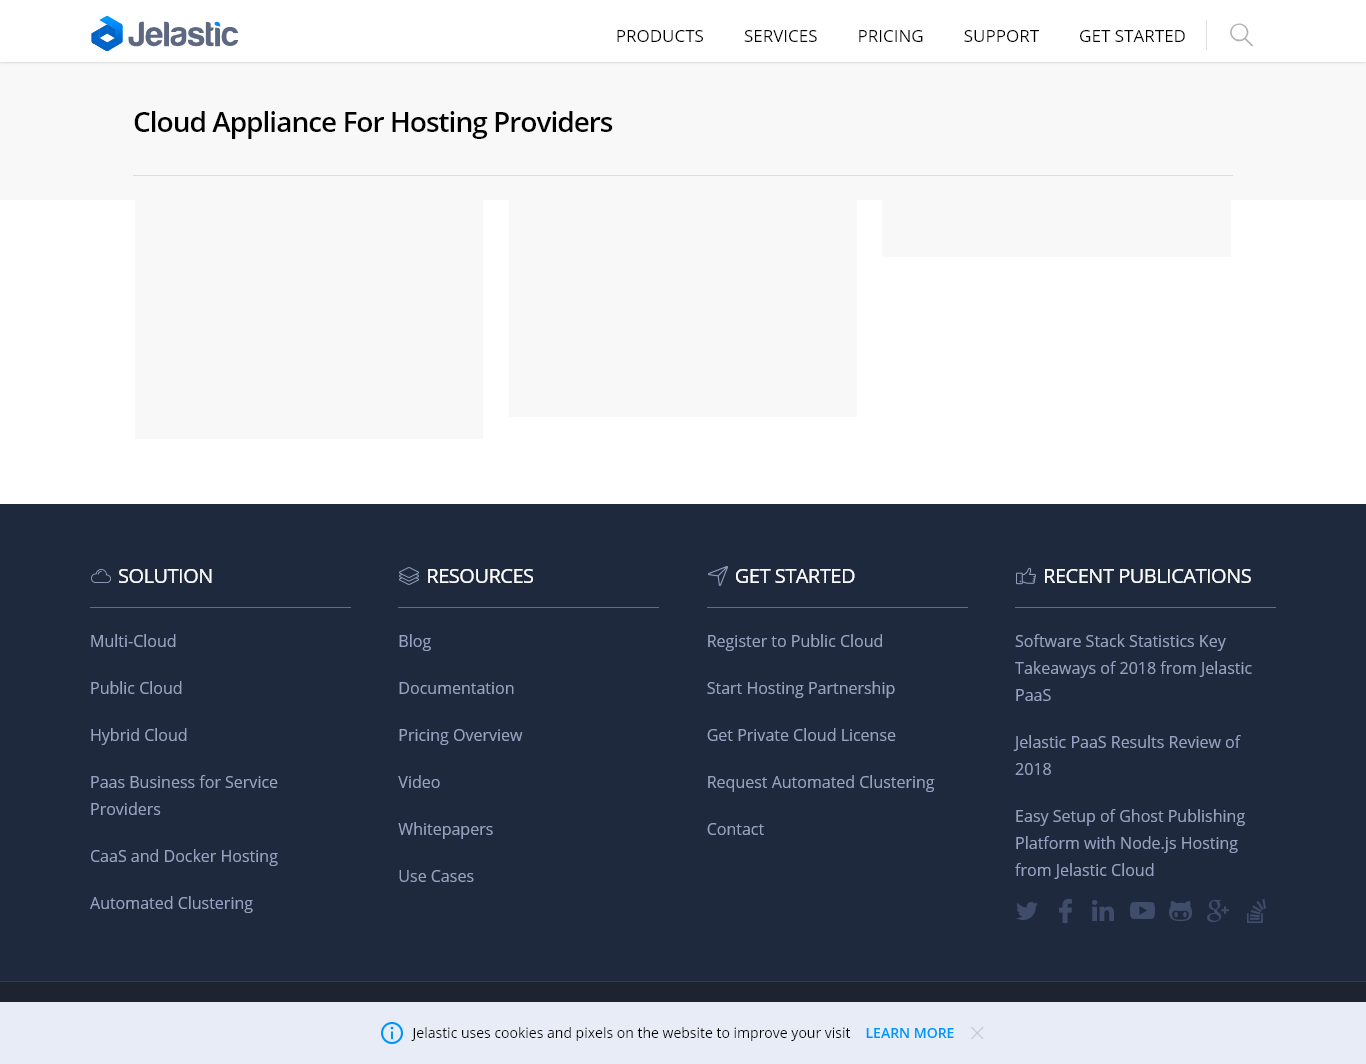 Jelastic
PRODUCTS
SERVICES
PRICING
SUPPORT
GET STARTED
Cloud Appliance For Hosting Providers
SOLUTION
Multi-Cloud
Public Cloud
Hybrid Cloud
Paas Business for Service
Providers
CaaS and Docker Hosting
Automated Clustering
RESOURCES
Blog
Documentation
Pricing Overview
Video
Whitepapers
Use Cases
GET STARTED
Register to Public Cloud
Start Hosting Partnership
Get Private Cloud License
Request Automated Clustering
Contact
RECENT PUBLICATIONS
Software Stack Statistics Key
Takeaways of 2018 from Jelastic
PaaS
Jelastic PaaS Results Review of
2018
Easy Setup of Ghost Publishing
Platform with Node.js Hosting
from Jelastic Cloud
Jelastic uses cookies and pixels on the website to improve your visit LEARN MORE